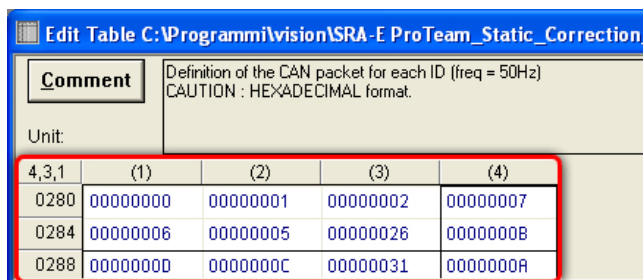 Edit Table C:\Programmi\vision\SRA-E ProTeam_Static_Correction_
Comment
Definition of the CAN packet for each ID (freq = 50Hz)
CAUTION : HEXADECIMAL format.
Unit:
4,3,1 (1) (2) (3) (4)
0280 00000000 00000001 00000002 00000007
0284 00000006 00000005 00000026 0000000B
0288 0000000D 0000000C 00000031 0000000A